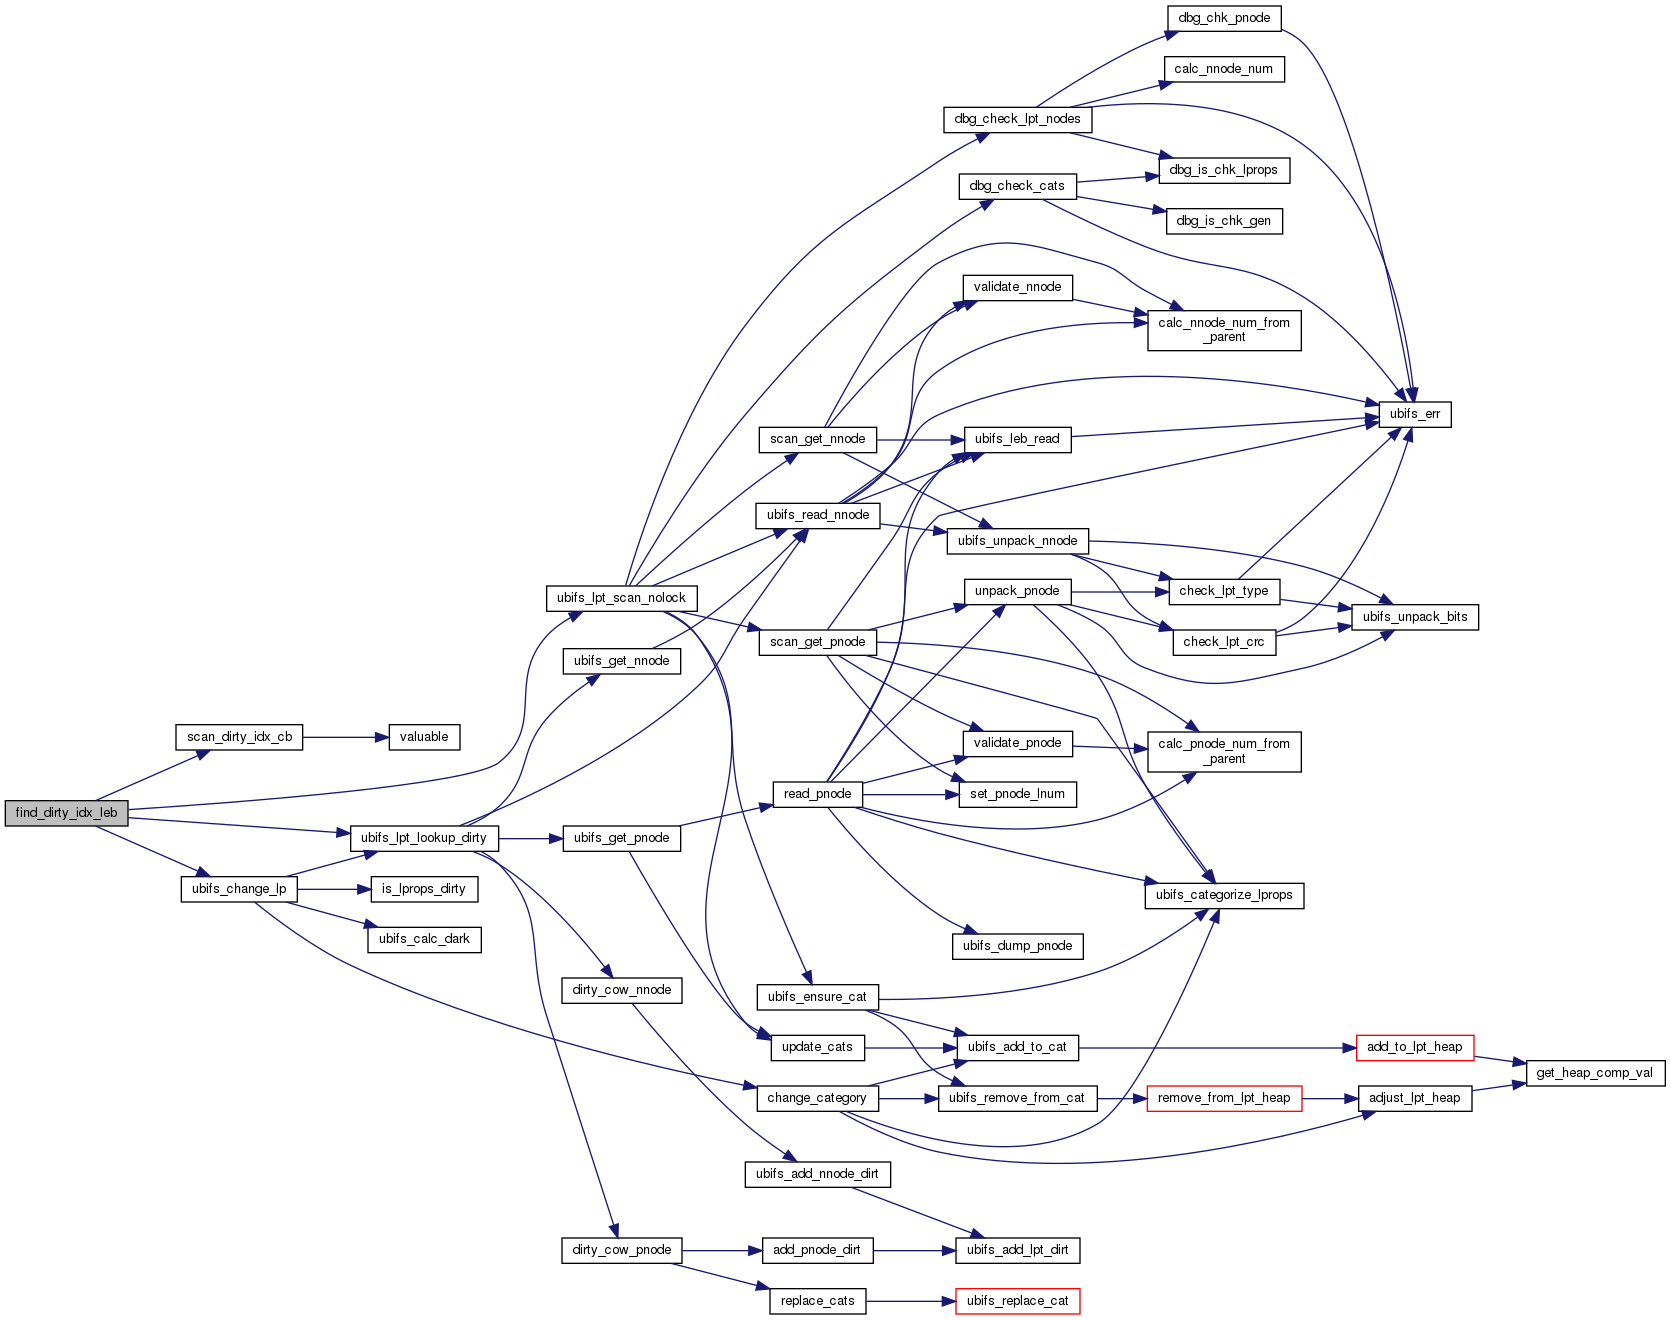 dbg_chk_pnode
calc_nnode_num
dbg_check_lpt_nodes
dbg_is_chk_lprops
dbg_check_cats
dbg_is_chk_gen
validate_nnode
calc_nnode_num_from
_parent
ubifs_err
scan_get_nnode
ubifs_leb_read
ubifs_read_nnode
ubifs_unpack_nnode
unpack_pnode
check_lpt_type
ubifs_lpt_scan_nolock
ubifs_unpack_bits
scan_get_pnode
check_lpt_crc
ubifs_get_nnode
scan_dirty_idx_cb
valuable
validate_pnode
calc_pnode_num_from
_parent
read_pnode
set_pnode_lnum
find_dirty_idx_leb
ubifs_lpt_lookup_dirty
ubifs_get_pnode
ubifs_change_lp
is_lprops_dirty
ubifs_categorize_lprops
ubifs_calc_dark
ubifs_dump_pnode
dirty_cow_nnode
ubifs_ensure_cat
update_cats
ubifs_add_to_cat
add_to_lpt_heap
get_heap_comp_val
change_category
ubifs_remove_from_cat
remove_from_lpt_heap
adjust_lpt_heap
ubifs_add_nnode_dirt
dirty_cow_pnode
add_pnode_dirt
ubifs_add_lpt_dirt
replace_cats
ubifs_replace_cat